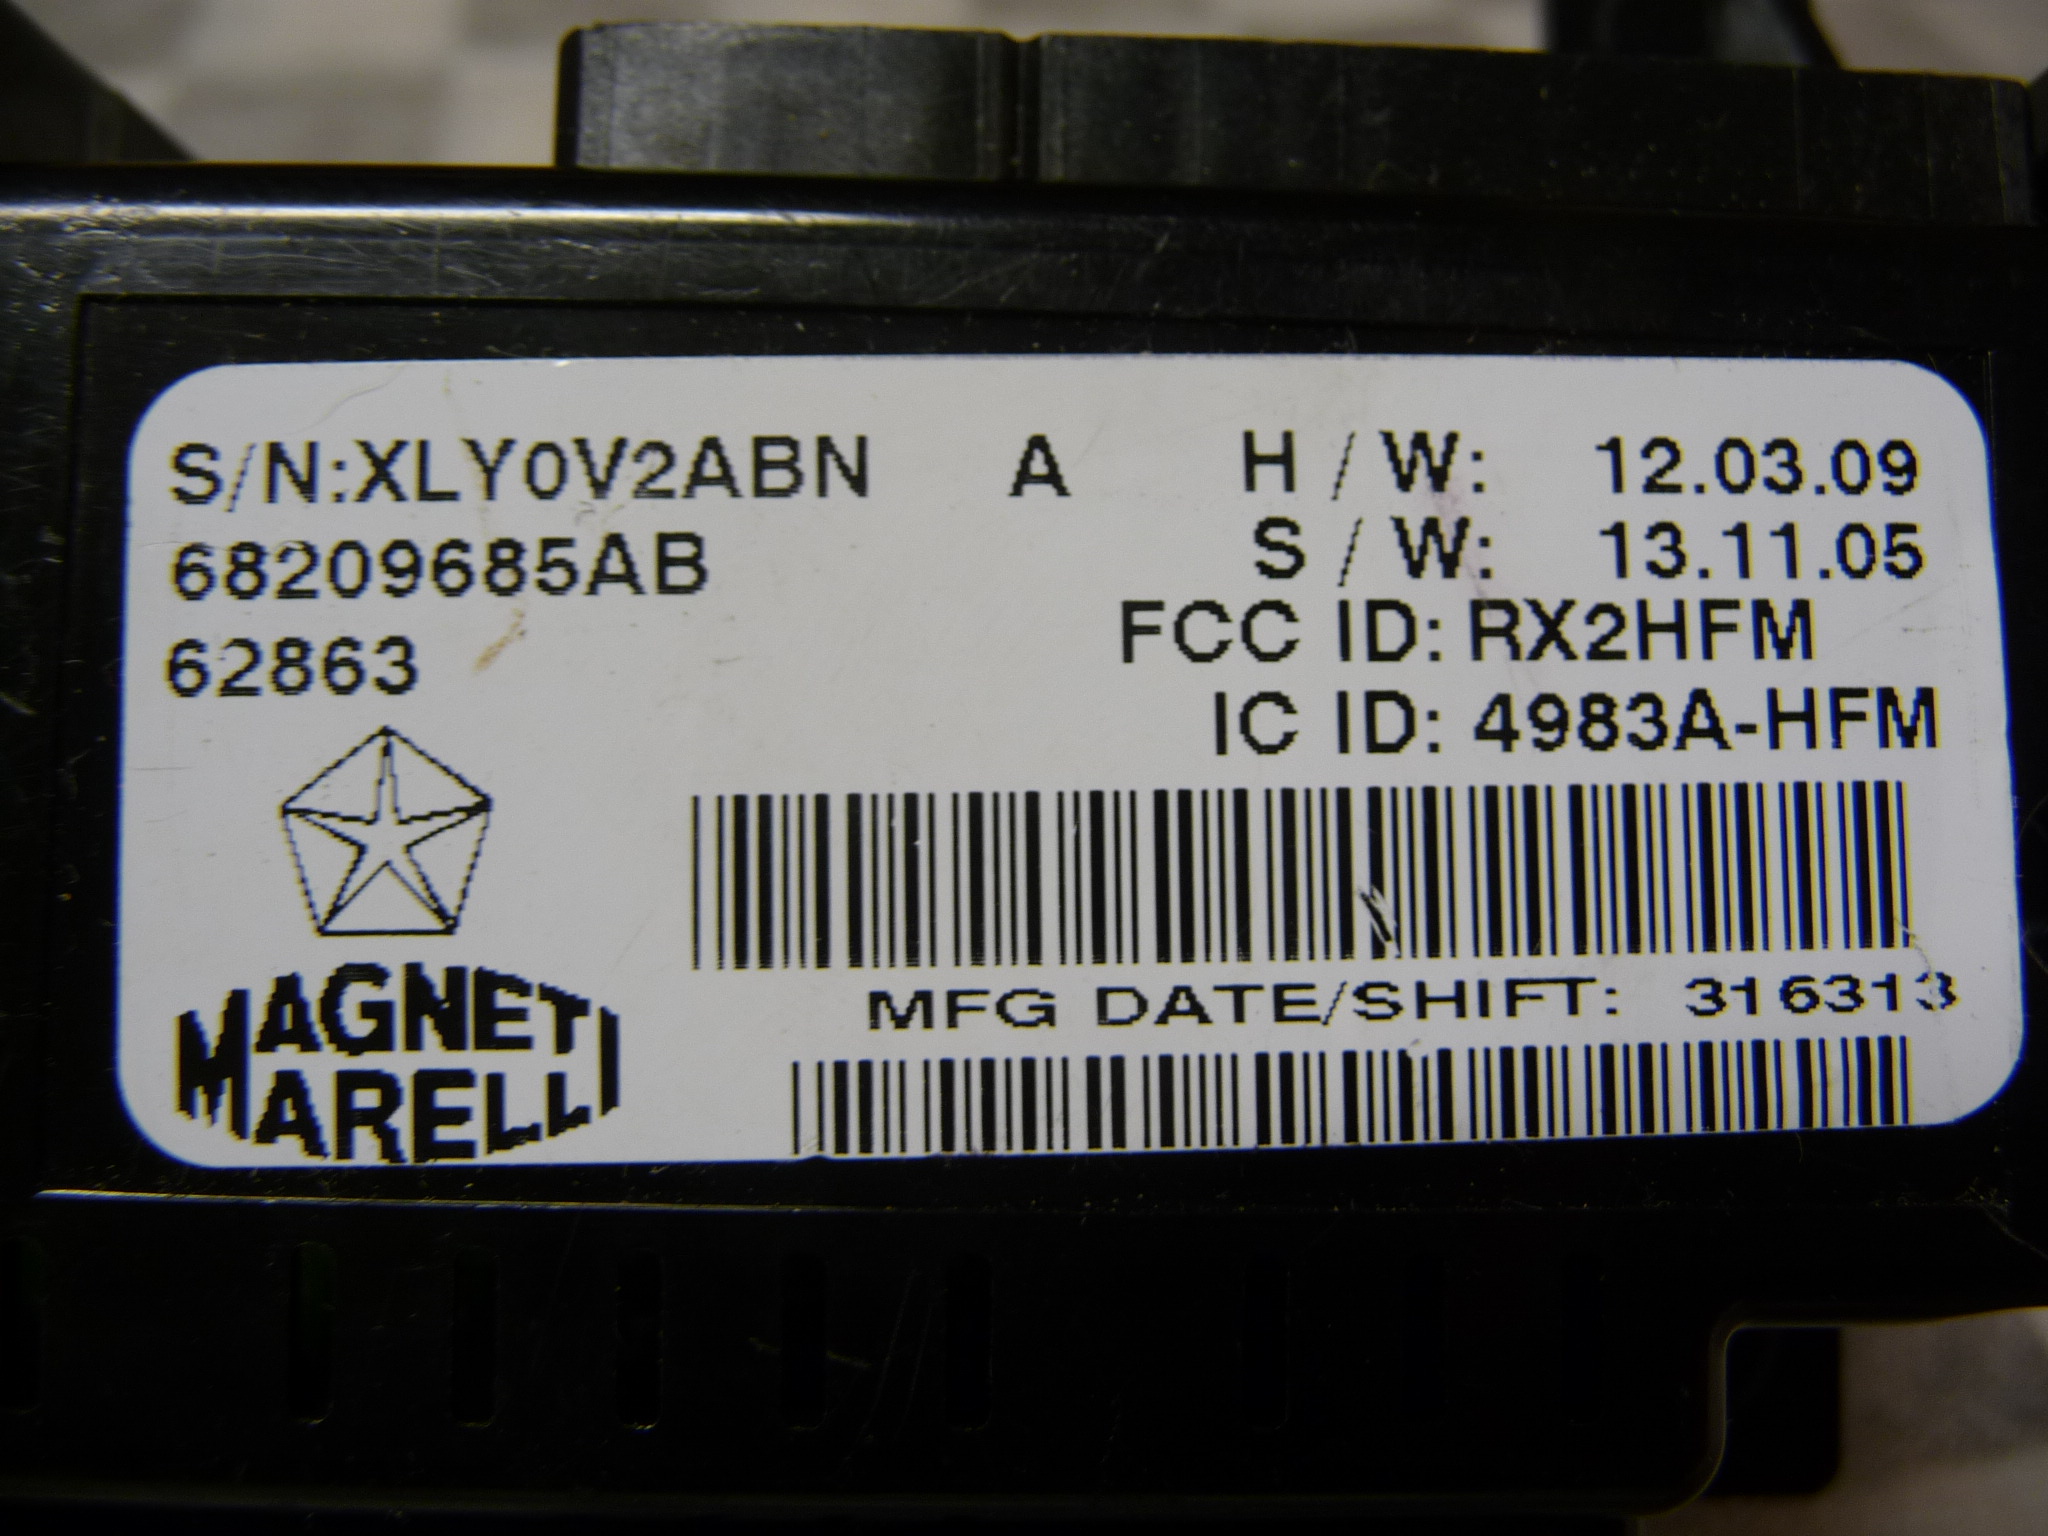 S/N:XLY0V2ABN A H/W: 12.03.09
68209685AB S/W: 13.11.05
62863 FCC ID: RX2HFM
IC ID: 4983A-HFM
MFG DATE/SHIFT: 316313
MAGNETI
MARELLI